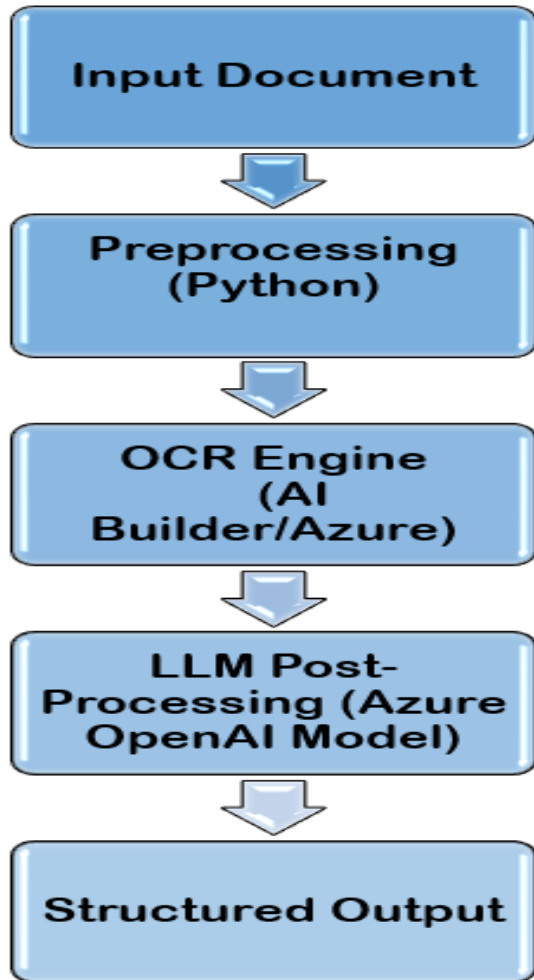 Input Document
Preprocessing
(Python)
OCR Engine
(AI
Builder/Azure)
LLM Post-
Processing (Azure
OpenAI Model)
Structured Output